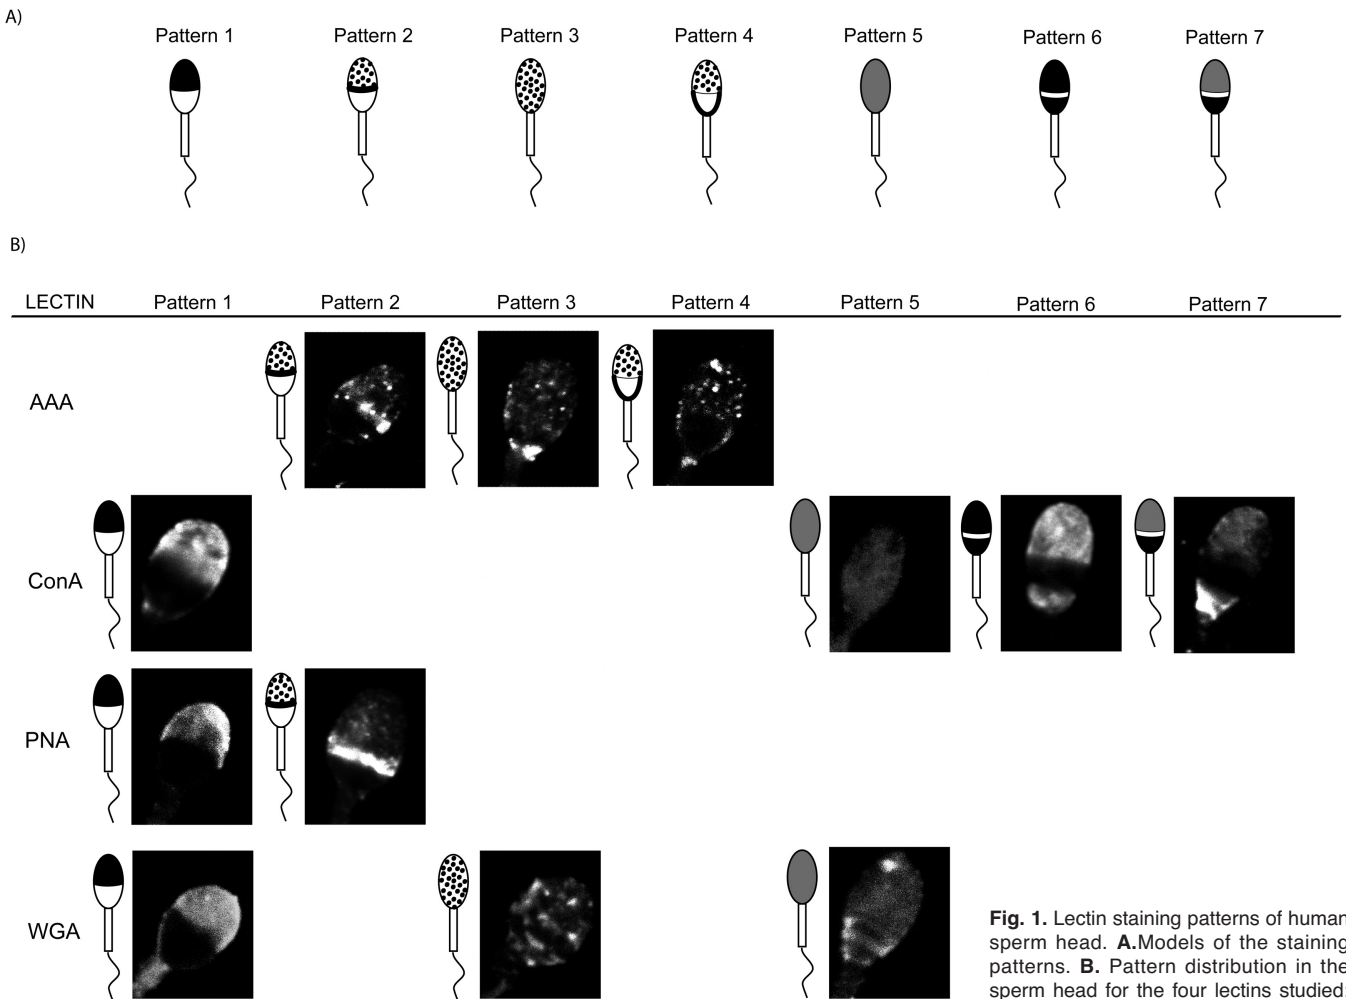 A)
Pattern 1 Pattern 2 Pattern 3 Pattern 4 Pattern 5 Pattern 6 Pattern 7
B)
LECTIN Pattern 1 Pattern 2 Pattern 3 Pattern 4 Pattern 5 Pattern 6 Pattern 7
AAA
ConA
PNA
WGA
Fig. 1. Lectin staining patterns of human
sperm head. A.Models of the staining
patterns. B. Pattern distribution in the
sperm head for the four lectins studied: